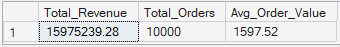 Total_Revenue Total_Orders Avg_Order_Value
1 15975239.28 10000 1597.52